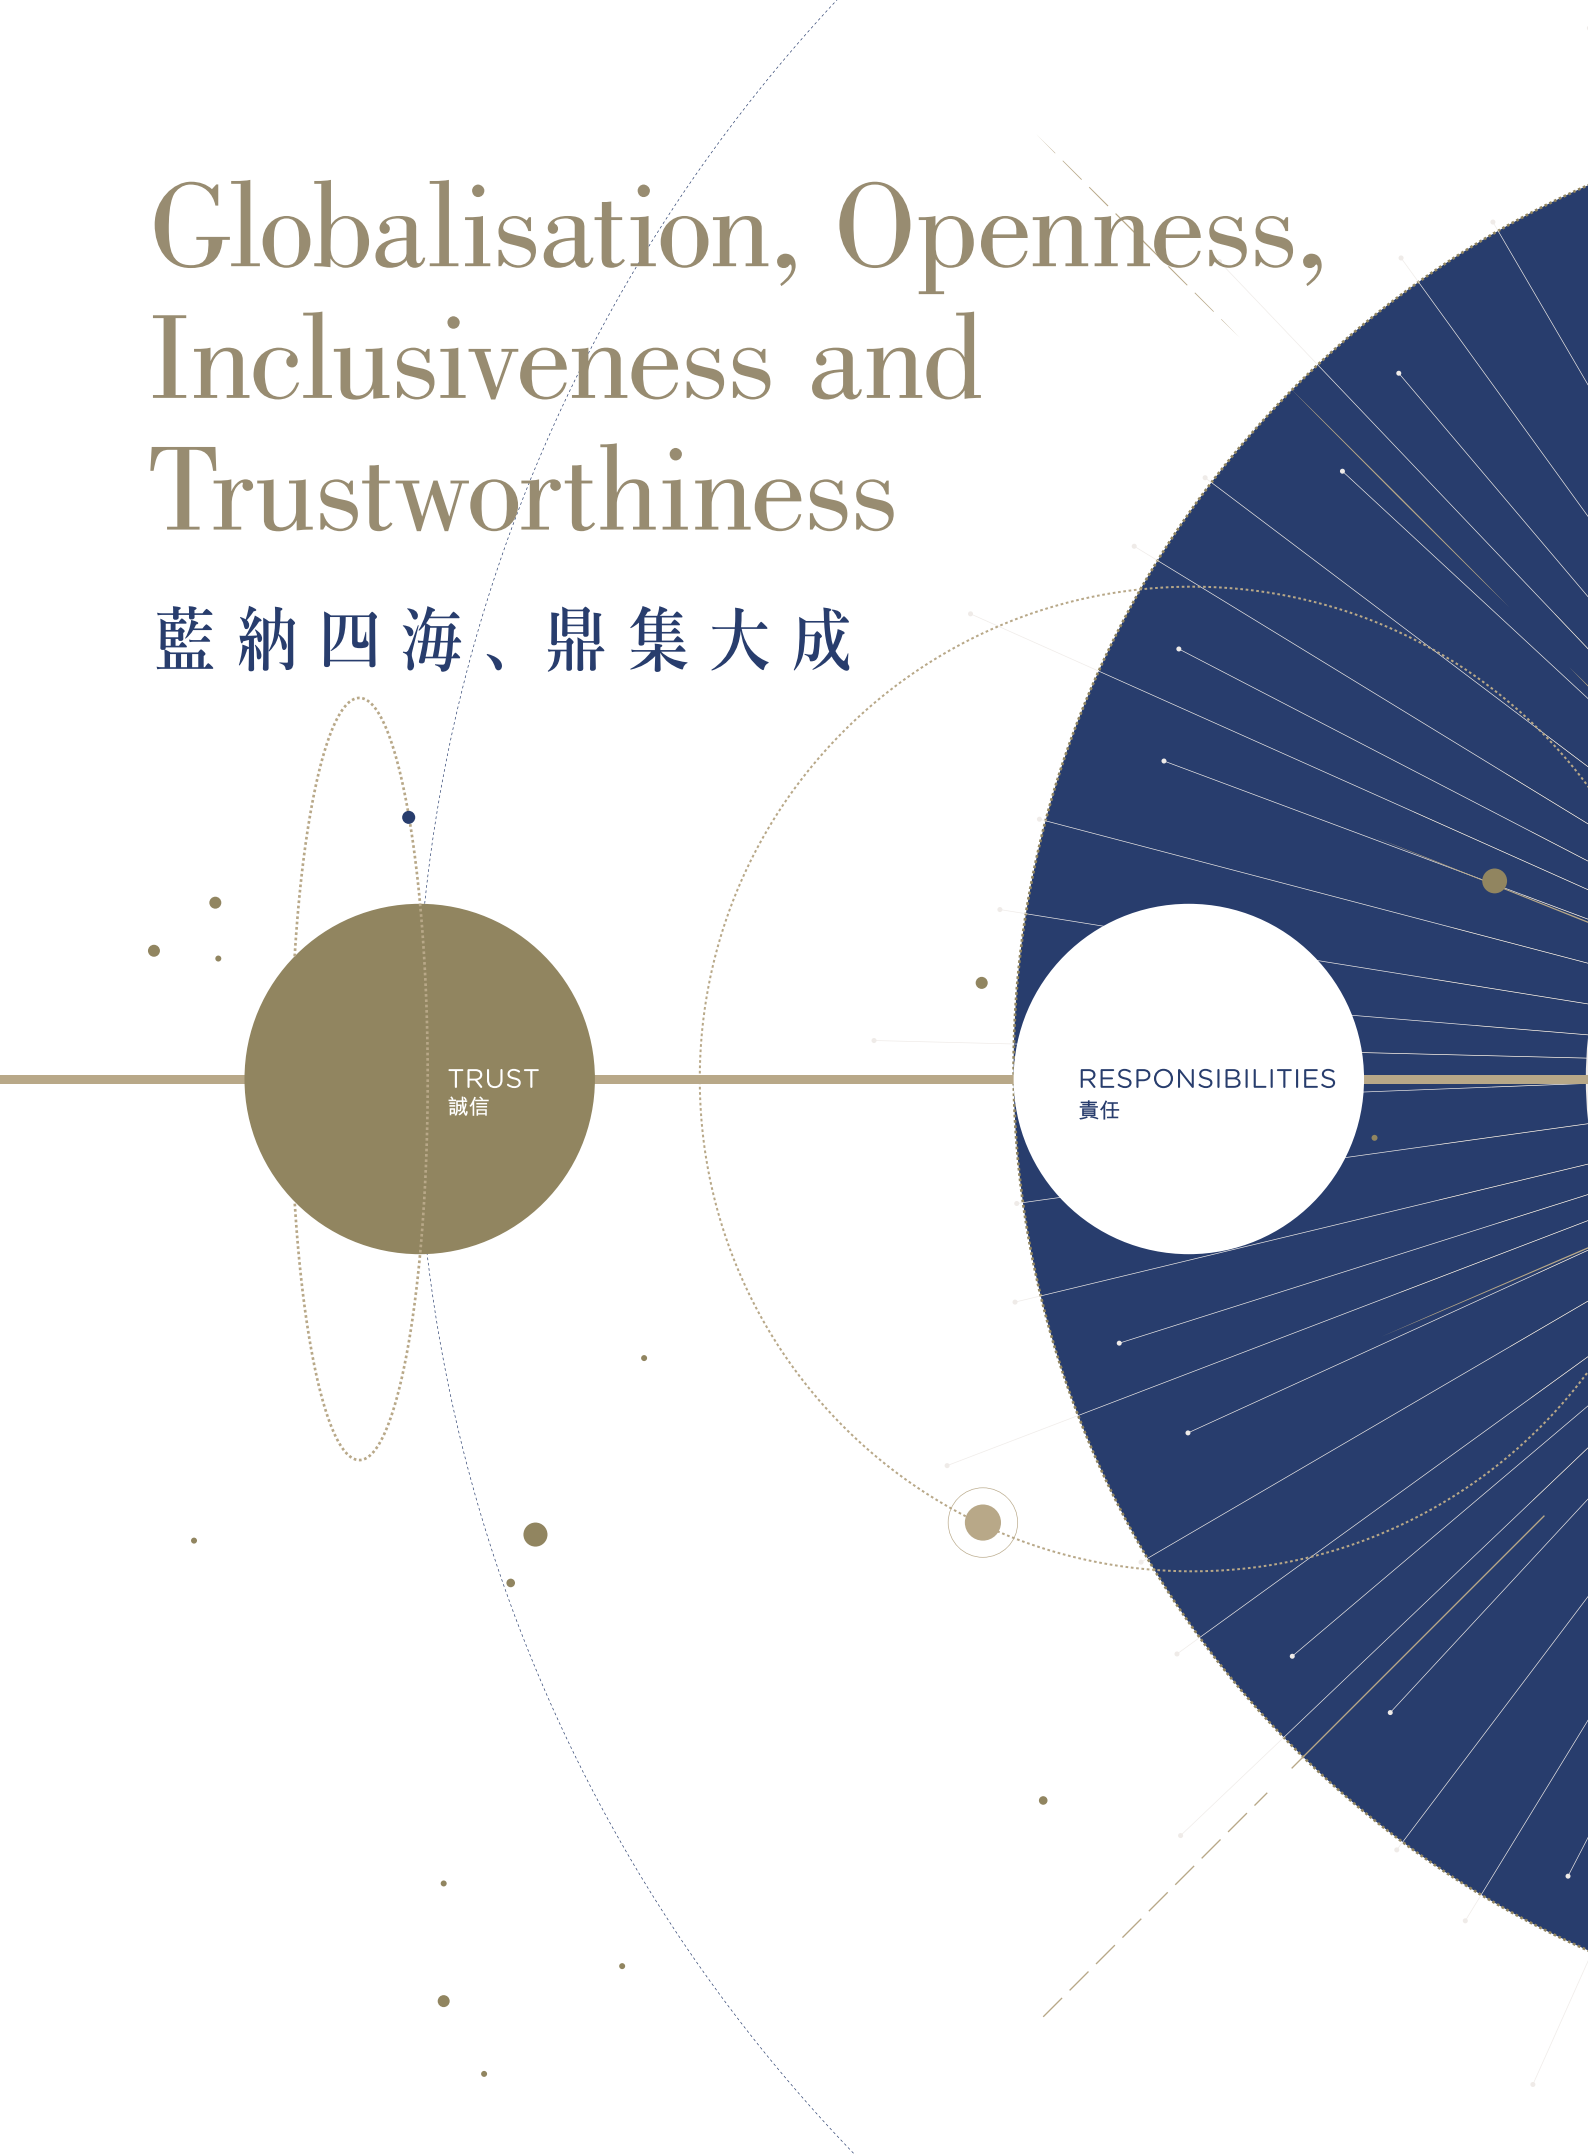 Globalisation, Openness,
Inclusiveness and
Trustworthiness
藍納四海、鼎集大成
TRUST
誠信
RESPONSIBILITIES
責任